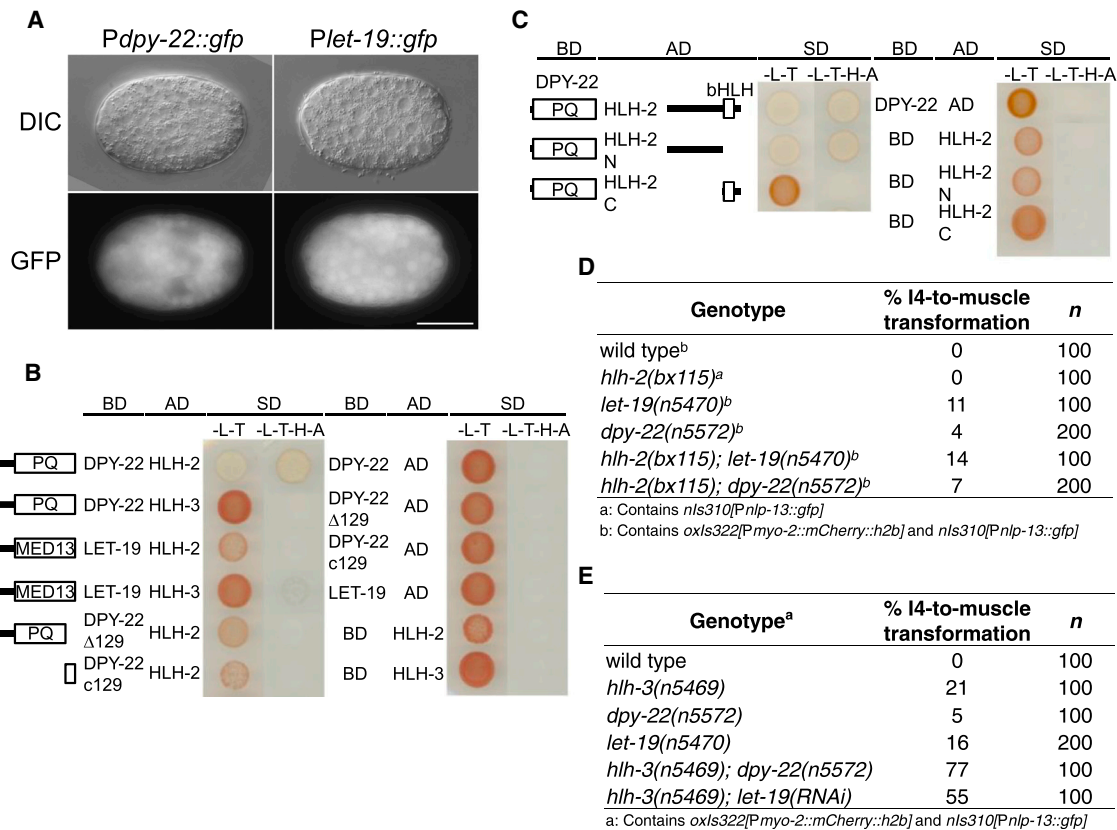 A
Pdpy-22::gfp Plet-19::gfp
DIC
GFP
B
BD AD SD BD AD SD
-L-T -L-T-H-A -L-T -L-T-H-A
PQ DPY-22 HLH-2 DPY-22 AD
PQ DPY-22 HLH-3 DPY-22 Δ129 AD
MED13 LET-19 HLH-2 DPY-22 c129 AD
MED13 LET-19 HLH-3 LET-19 AD
PQ DPY-22 Δ129 HLH-2 BD HLH-2
DPY-22 c129 HLH-2 BD HLH-3
C
BD AD SD BD AD SD
-L-T -L-T-H-A -L-T -L-T-H-A
DPY-22 bHLH
PQ HLH-2 DPY-22 AD
PQ HLH-2 N BD HLH-2
PQ HLH-2 C BD HLH-2 N
BD HLH-2 C
D
Genotype % I4-to-muscle transformation n
wild typeb 0 100
hlh-2(bx115)a 0 100
let-19(n5470)b 11 100
dpy-22(n5572)b 4 200
hlh-2(bx115); let-19(n5470)b 14 100
hlh-2(bx115); dpy-22(n5572)b 7 200
a: Contains nIs310[Pnlp-13::gfp]
b: Contains oxIs322[Pmyo-2::mCherry::h2b] and nIs310[Pnlp-13::gfp]
E
Genotypea % I4-to-muscle transformation n
wild type 0 100
hlh-3(n5469) 21 100
dpy-22(n5572) 5 100
let-19(n5470) 16 200
hlh-3(n5469); dpy-22(n5572) 77 100
hlh-3(n5469); let-19(RNAi) 55 100
a: Contains oxIs322[Pmyo-2::mCherry::h2b] and nIs310[Pnlp-13::gfp]